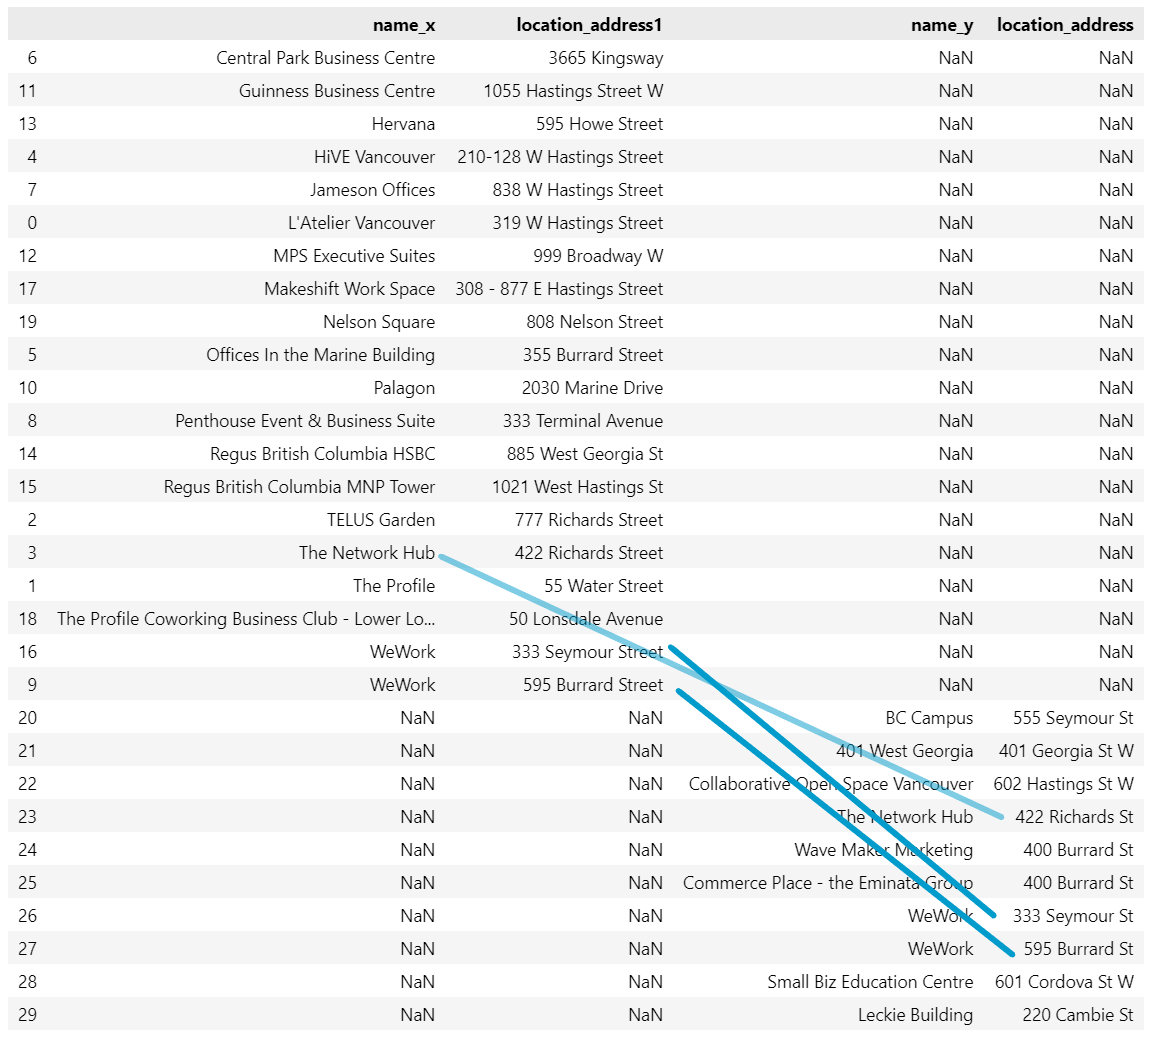 name_x location_address1 name_y location_address
6 Central Park Business Centre 3665 Kingsway NaN NaN
11 Guinness Business Centre 1055 Hastings Street W NaN NaN
13 Hervana 595 Howe Street NaN NaN
4 HiVE Vancouver 210-128 W Hastings Street NaN NaN
7 Jameson Offices 838 W Hastings Street NaN NaN
0 L'Atelier Vancouver 319 W Hastings Street NaN NaN
12 MPS Executive Suites 999 Broadway W NaN NaN
17 Makeshift Work Space 308 - 877 E Hastings Street NaN NaN
19 Nelson Square 808 Nelson Street NaN NaN
5 Offices In the Marine Building 355 Burrard Street NaN NaN
10 Palagon 2030 Marine Drive NaN NaN
8 Penthouse Event & Business Suite 333 Terminal Avenue NaN NaN
14 Regus British Columbia HSBC 885 West Georgia St NaN NaN
15 Regus British Columbia MNP Tower 1021 West Hastings St NaN NaN
2 TELUS Garden 777 Richards Street NaN NaN
3 The Network Hub 422 Richards Street NaN NaN
1 The Profile 55 Water Street NaN NaN
18 The Profile Coworking Business Club - Lower Lo... 50 Lonsdale Avenue NaN NaN
16 WeWork 333 Seymour Street NaN NaN
9 WeWork 595 Burrard Street NaN NaN
20 NaN NaN BC Campus 555 Seymour St
21 NaN NaN 401 West Georgia 401 Georgia St W
22 NaN NaN Collaborative Open Space Vancouver 602 Hastings St W
23 NaN NaN The Network Hub 422 Richards St
24 NaN NaN Wave Maker Marketing 400 Burrard St
25 NaN NaN Commerce Place - the Eminata Group 400 Burrard St
26 NaN NaN WeWork 333 Seymour St
27 NaN NaN WeWork 595 Burrard St
28 NaN NaN Small Biz Education Centre 601 Cordova St W
29 NaN NaN Leckie Building 220 Cambie St